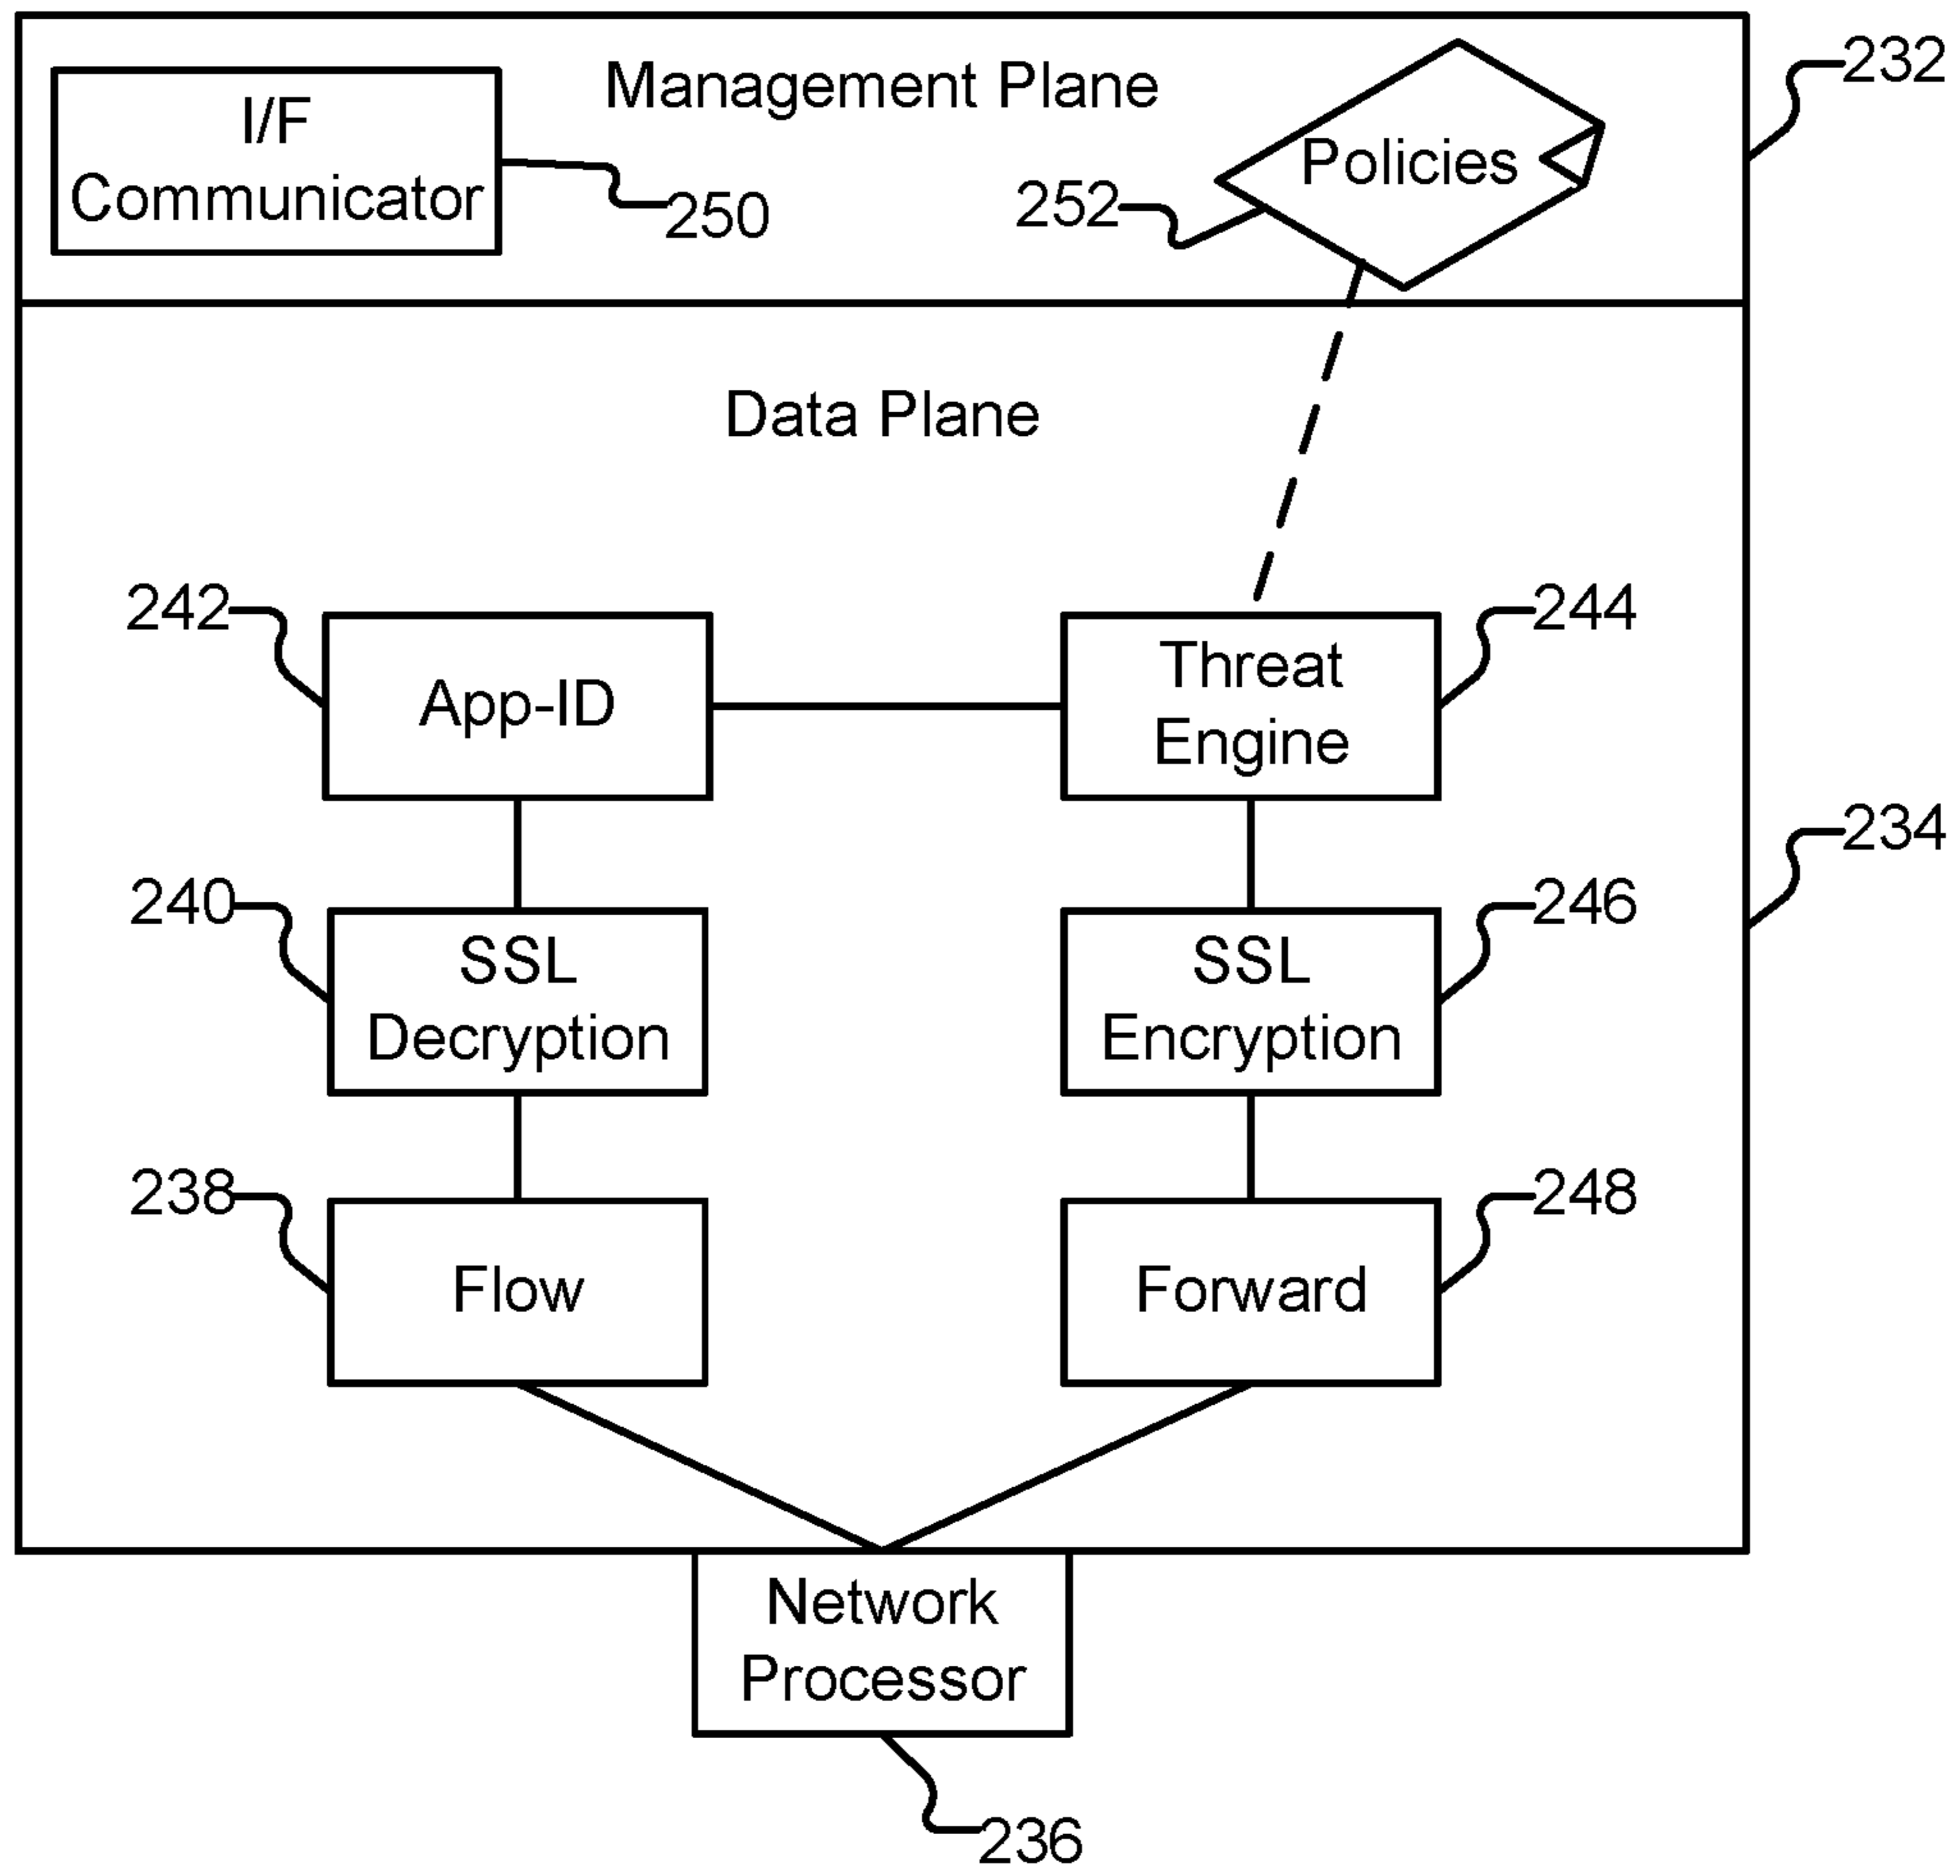 Management Plane
232
I/F
Communicator
Policies
250
252
Data Plane
242
244
App-ID
Threat
Engine
234
240
246
SSL
Decryption
SSL
Encryption
238
248
Flow
Forward
Network
Processor
236